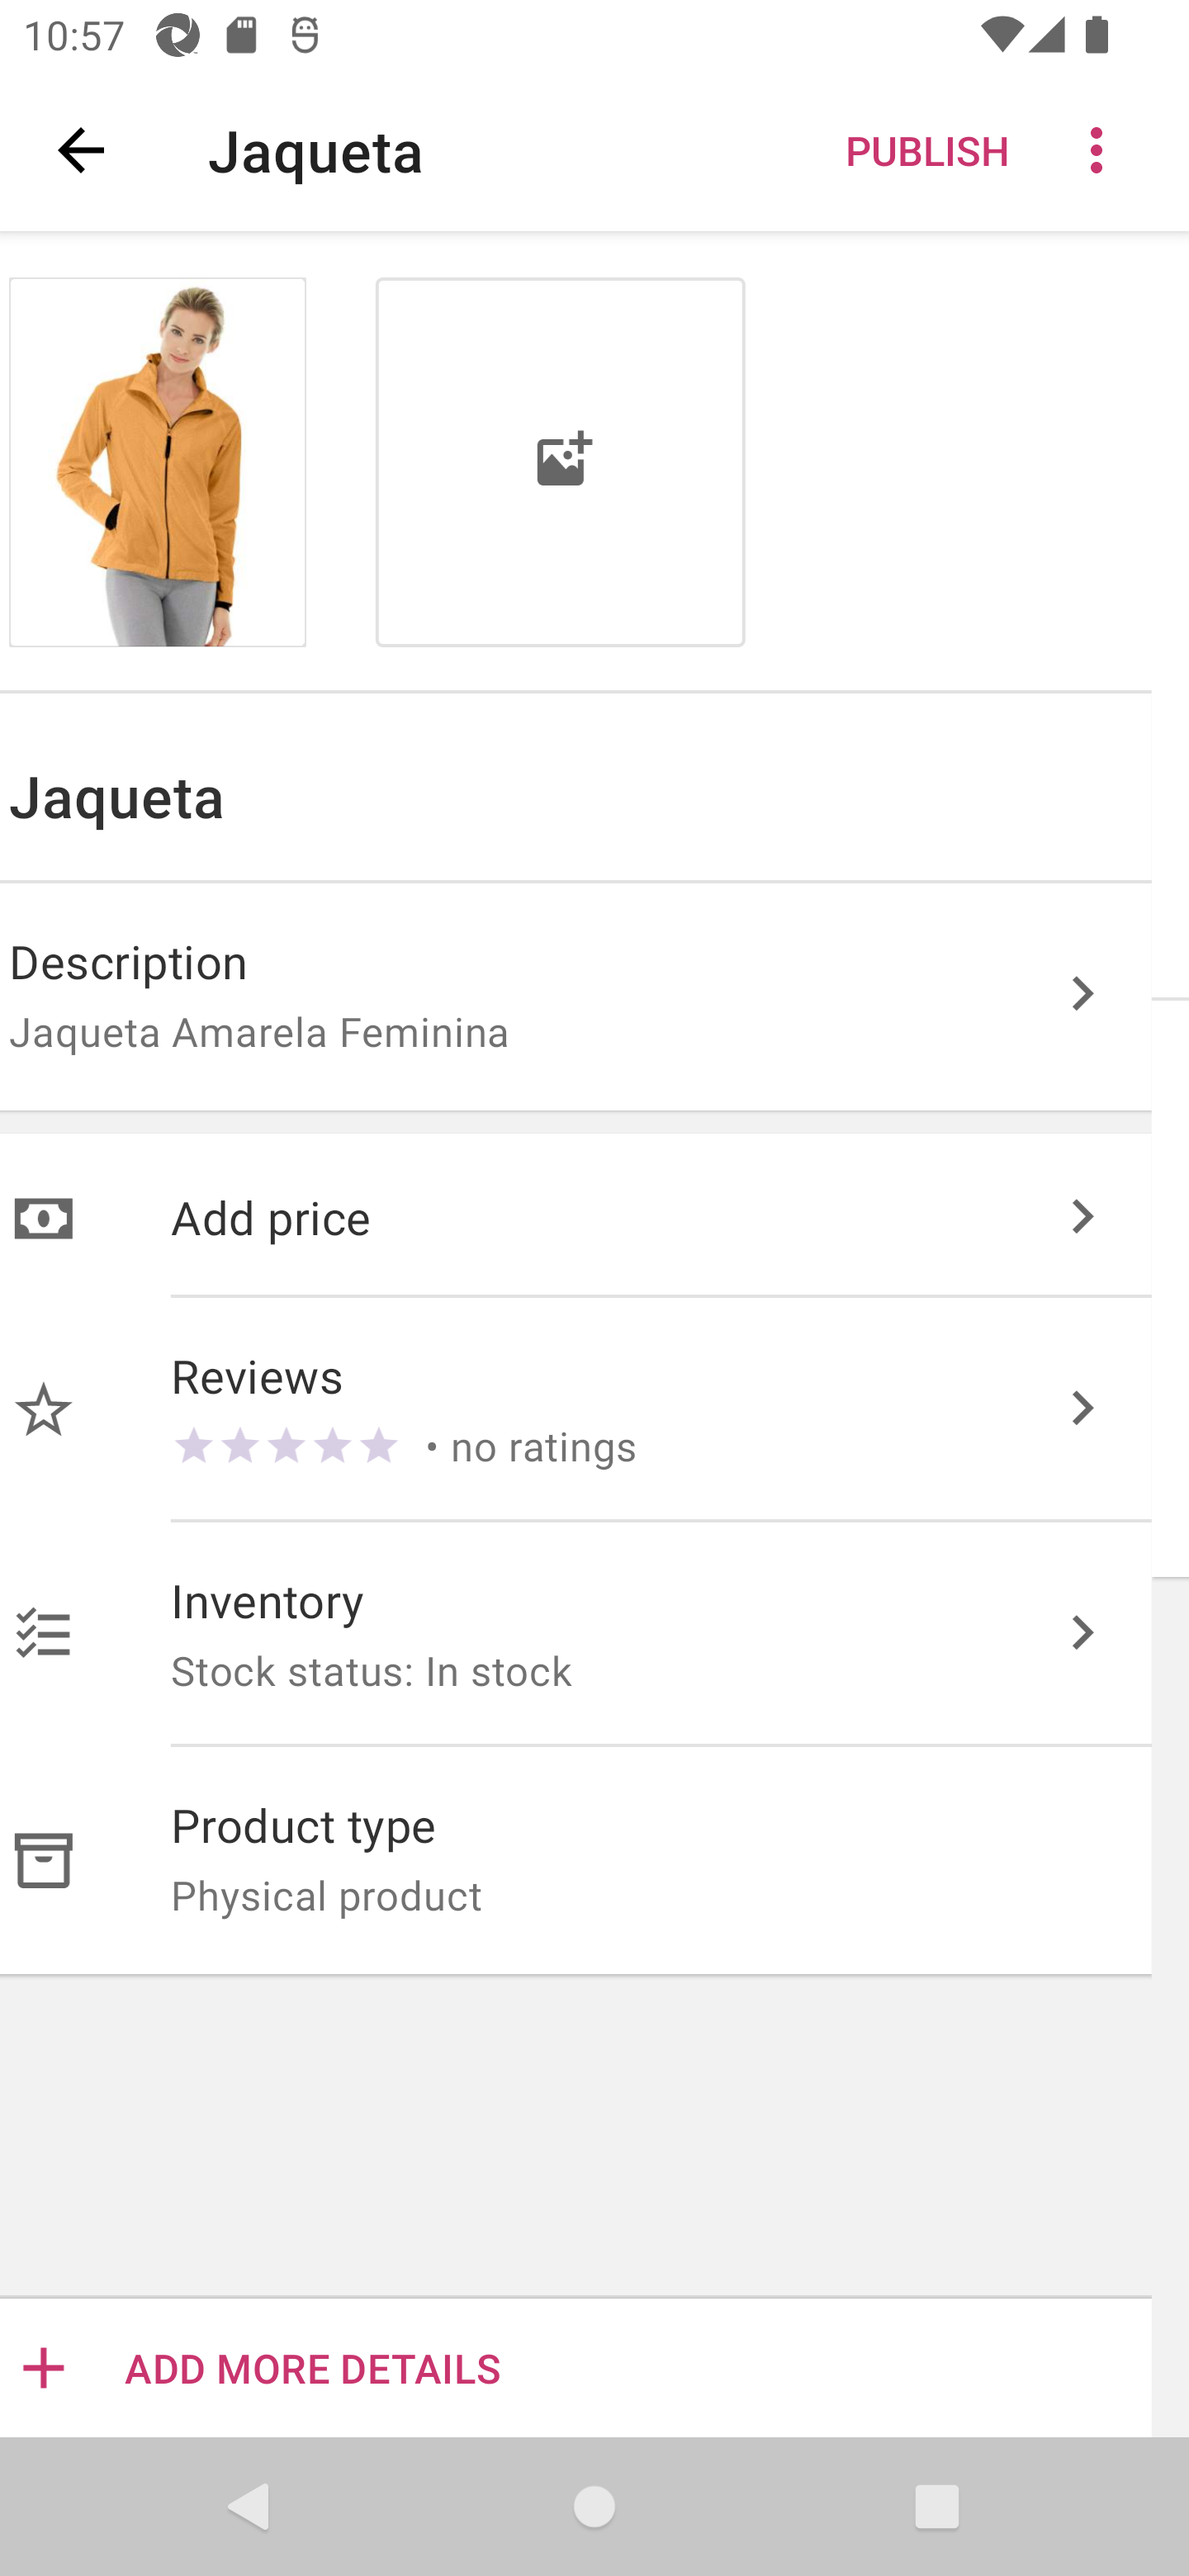 10:57
Jaqueta
PUBLISH
Jaqueta
Description
Jaqueta Amarela Feminina
Add price
Reviews
• no ratings
Inventory
Stock status: In stock
Product type
Physical product
ADD MORE DETAILS